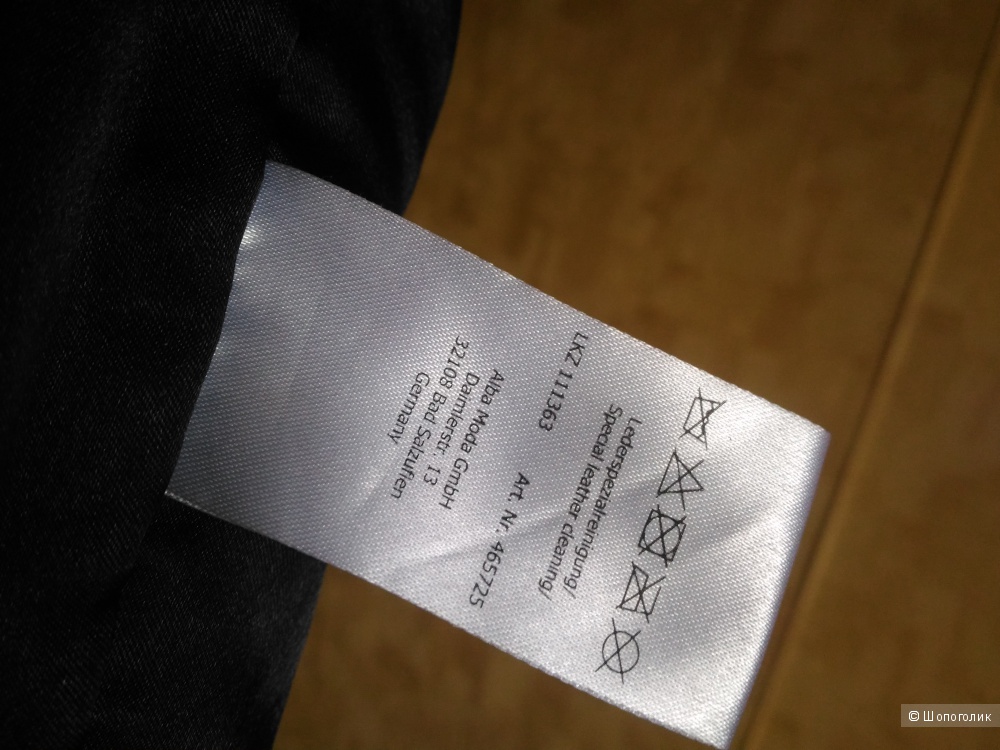 Lederspezialreinigung/
Special leather cleaning/
LKZ 111363 Art. Nr. 465725
Alba Moda GmbH
Daimlerstr. 13
32108 Bad Salzuflen
Germany
© Шопоголик